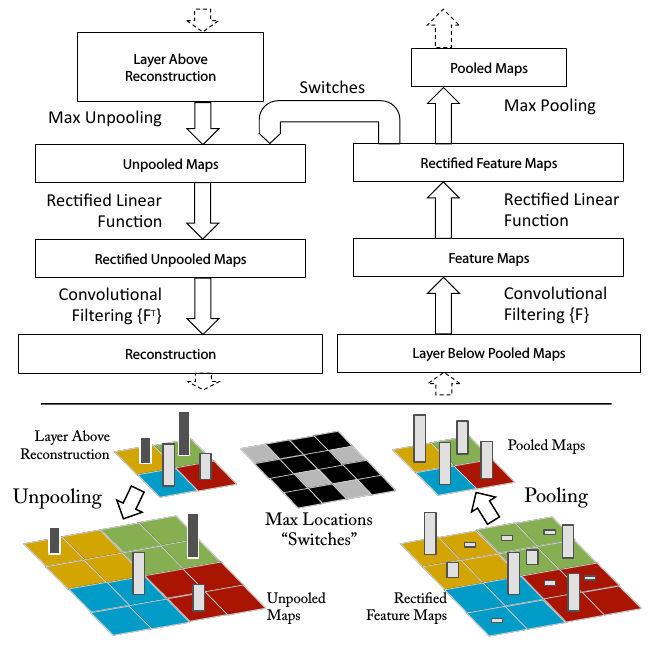 Layer Above
Reconstruction
Pooled Maps
Switches
Max Unpooling
Max Pooling
Unpooled Maps
Rectified Feature Maps
Rectified Linear
Function
Rectified Linear
Function
Rectified Unpooled Maps
Feature Maps
Convolutional
Filtering {Fᵀ}
Convolutional
Filtering {F}
Reconstruction
Layer Below Pooled Maps
Layer Above
Reconstruction
Pooled Maps
Unpooling
Max Locations
“Switches”
Pooling
Unpooled
Maps
Rectified
Feature Maps